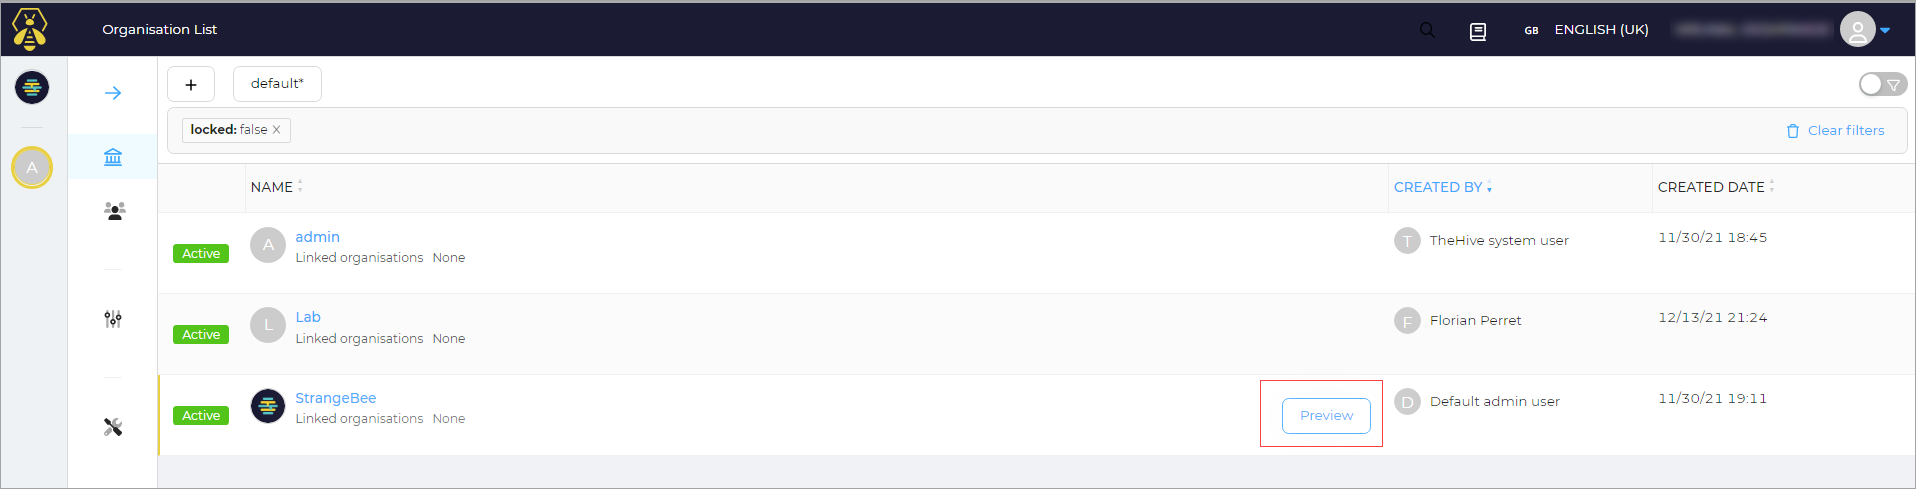 Organisation List
GB ENGLISH (UK)
+ default*
locked: false X
Clear filters
A
NAME CREATED BY CREATED DATE
Active A admin T TheHive system user 11/30/21 18:45
Linked organisations None
Active L Lab F Florian Perret 12/13/21 21:24
Linked organisations None
Active StrangeBee Preview D Default admin user 11/30/21 19:11
Linked organisations None